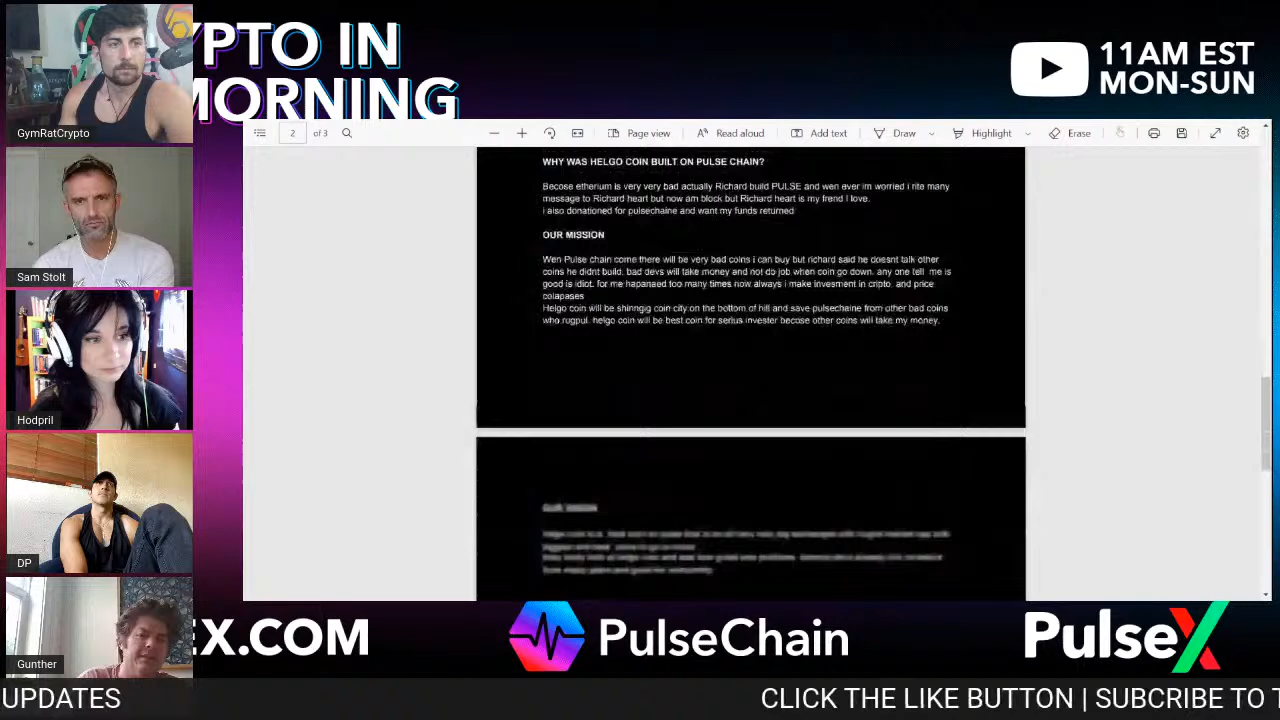 PTO IN
MORNING
11AM EST
MON-SUN
GymRatCrypto
Sam Stolt
Hodpril
DP
Gunther
2 of 3
Page view
Read aloud
Add text
Draw
Highlight
Erase
WHY WAS HELGO COIN BUILT ON PULSE CHAIN?
Becose etherium is very very bad actually Richard build PULSE and wen ever im worried i rite many
message to Richard heart but now am block but Richard heart is my frend I love.
i also donationed for pulsechaine and want my funds returned
OUR MISSION
Wen Pulse chain come there will be very bad coins i can buy but richard said he doesnt talk other
coins he didnt build. bad devs will take money and not do job when coin go down. any one tell me is
good is idiot. for me hapanaed too many times now always i make invesment in cripto. and price
colapases
Helgo coin will be shinngig coin city on the bottom of hill and save pulsechaine from other bad coins
who rugpul. helgo coin will be best coin for serius invester becose other coins will take my money.
X.COM
PulseChain
PulseX
UPDATES
CLICK THE LIKE BUTTON | SUBCRIBE TO